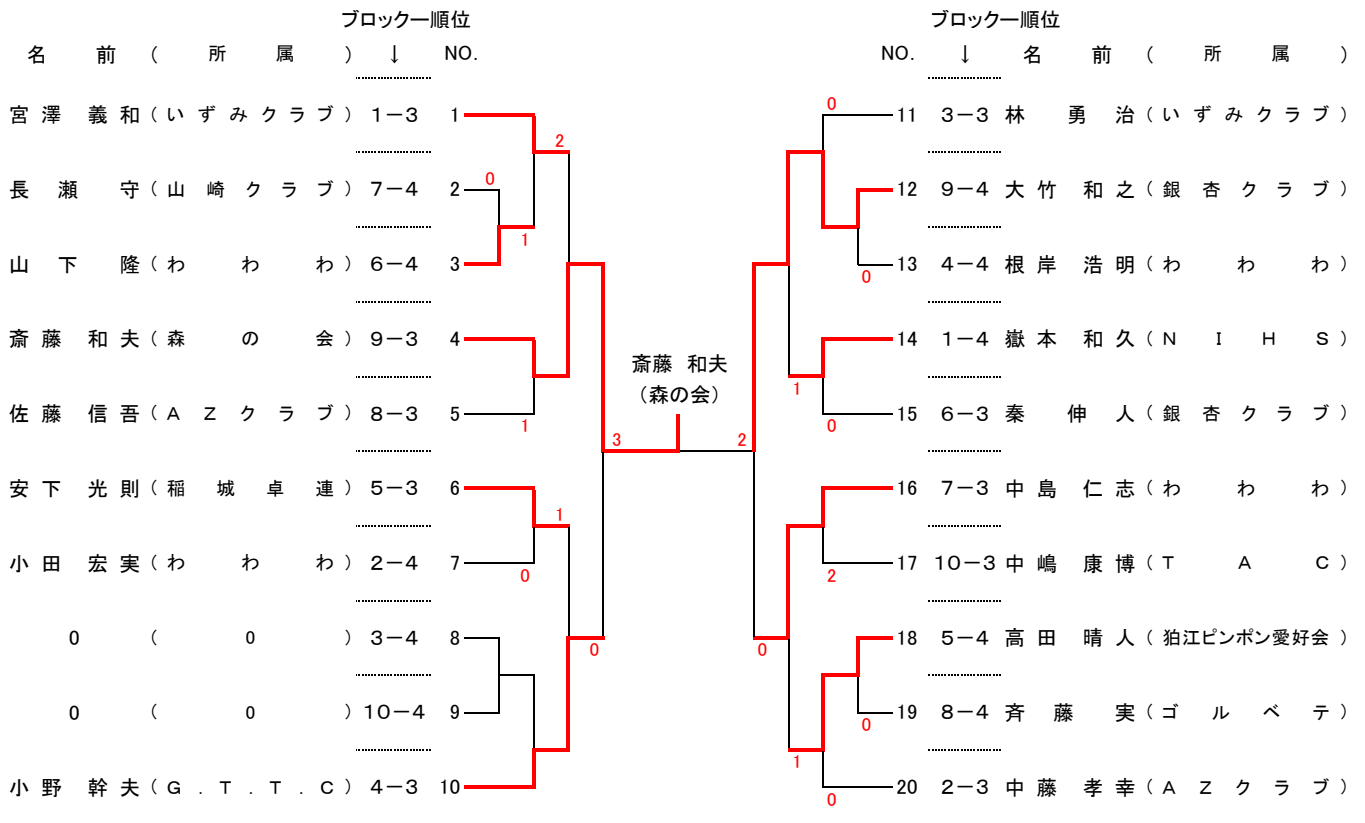 ブロックー順位 ブロックー順位
名 前 ( 所 属 ) ↓ NO. NO. ↓ 名 前 ( 所 属 )
宮澤 義和 (いずみクラブ) 1-3 1 0 11 3-3 林 勇治 (いずみクラブ)
2
長瀬 守 (山崎クラブ) 7-4 2 0 12 9-4 大竹 和之 (銀杏クラブ)
1
山下 隆 (わわわ) 6-4 3 0 13 4-4 根岸 浩明 (わわわ)
斎藤 和夫 (森の会) 9-3 4 14 1-4 嶽本 和久 (NIHS)
斎藤 和夫
(森の会) 1
佐藤 信吾 (AZクラブ) 8-3 5 1 0 15 6-3 秦 伸人 (銀杏クラブ)
3 2
安下 光則 (稲城卓連) 5-3 6 16 7-3 中島 仁志 (わわわ)
1
小田 宏実 (わわわ) 2-4 7 0 2 17 10-3 中嶋 康博 (TAC)
0 (0) 3-4 8 0 0 18 5-4 高田 晴人 (狛江ピンポン愛好会)
0 (0) 10-4 9 0 19 8-4 斉藤 実 (ゴルベテ)
1
小野 幹夫 (G.T.T.C) 4-3 10 0 20 2-3 中藤 孝幸 (AZクラブ)